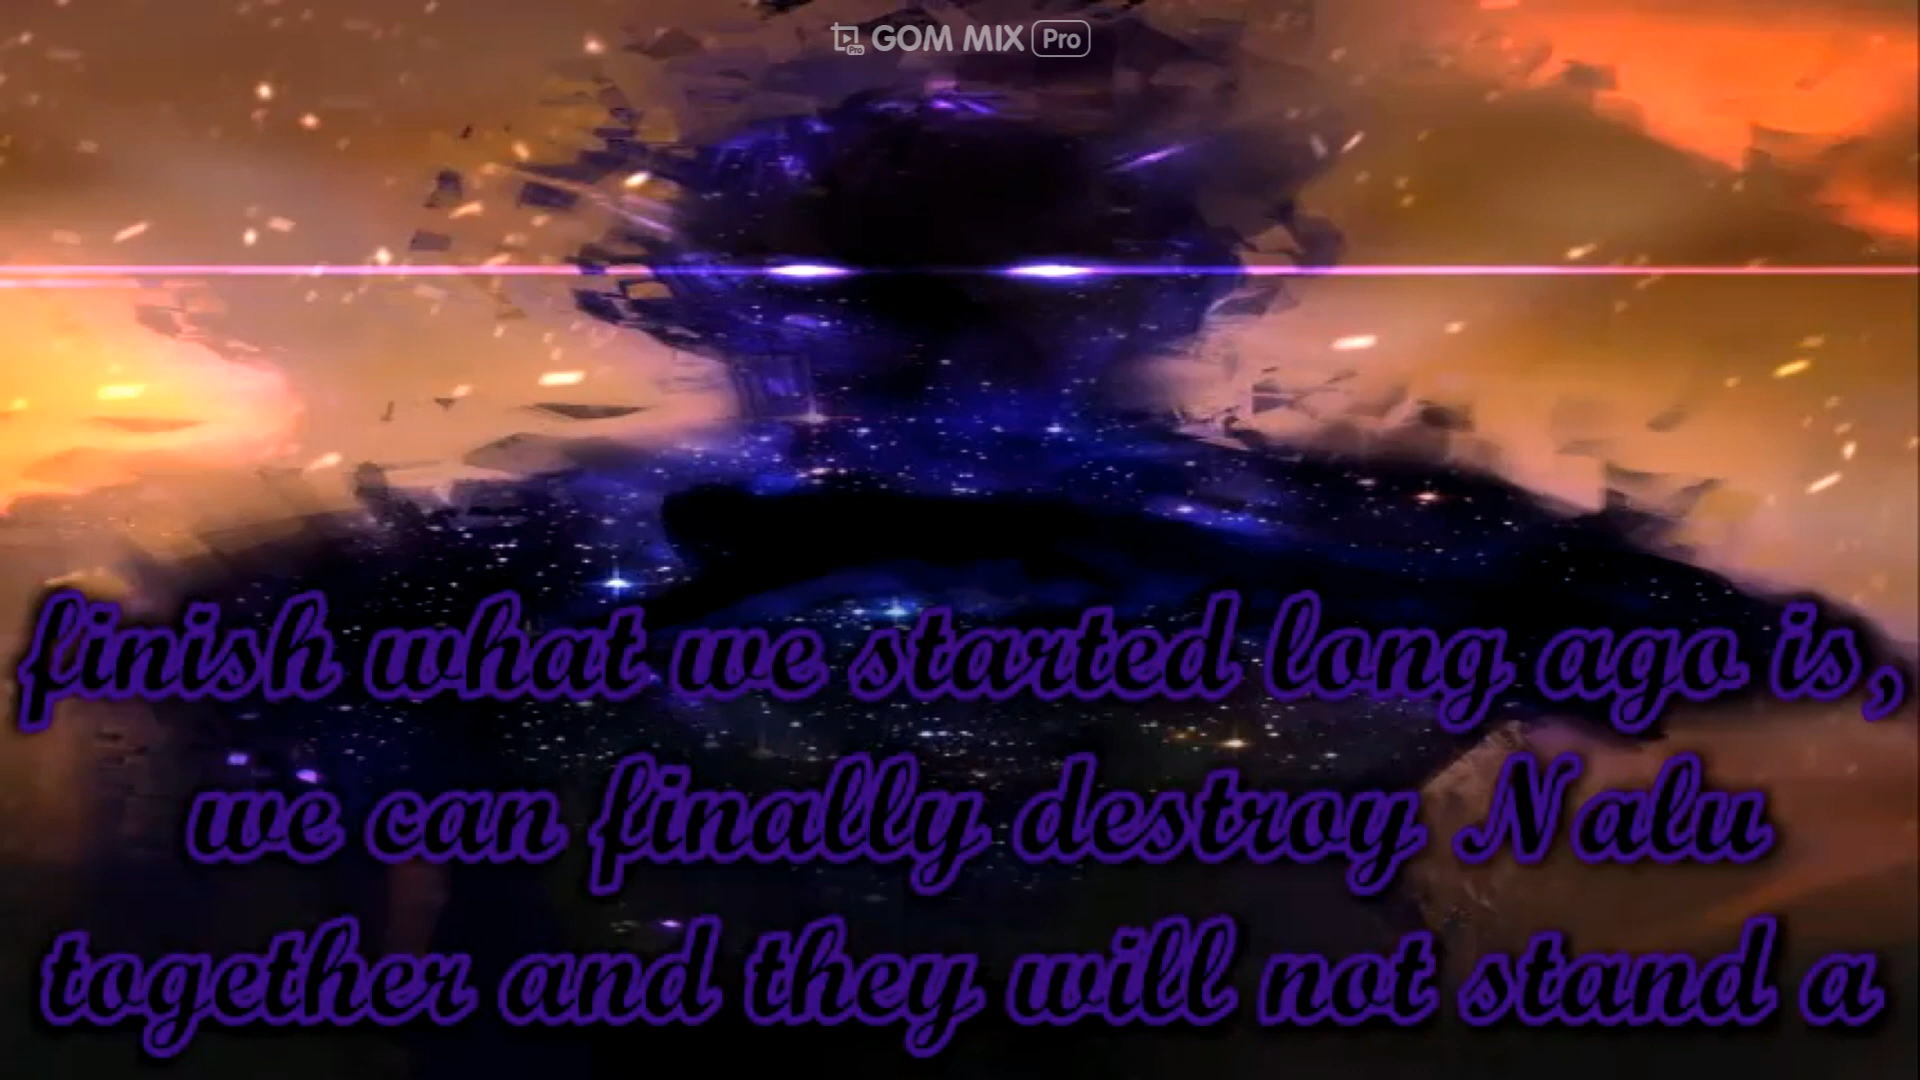 GOM MIX Pro
finish what we started long ago is,
we can finally destroy Nalu
together and they will not stand a